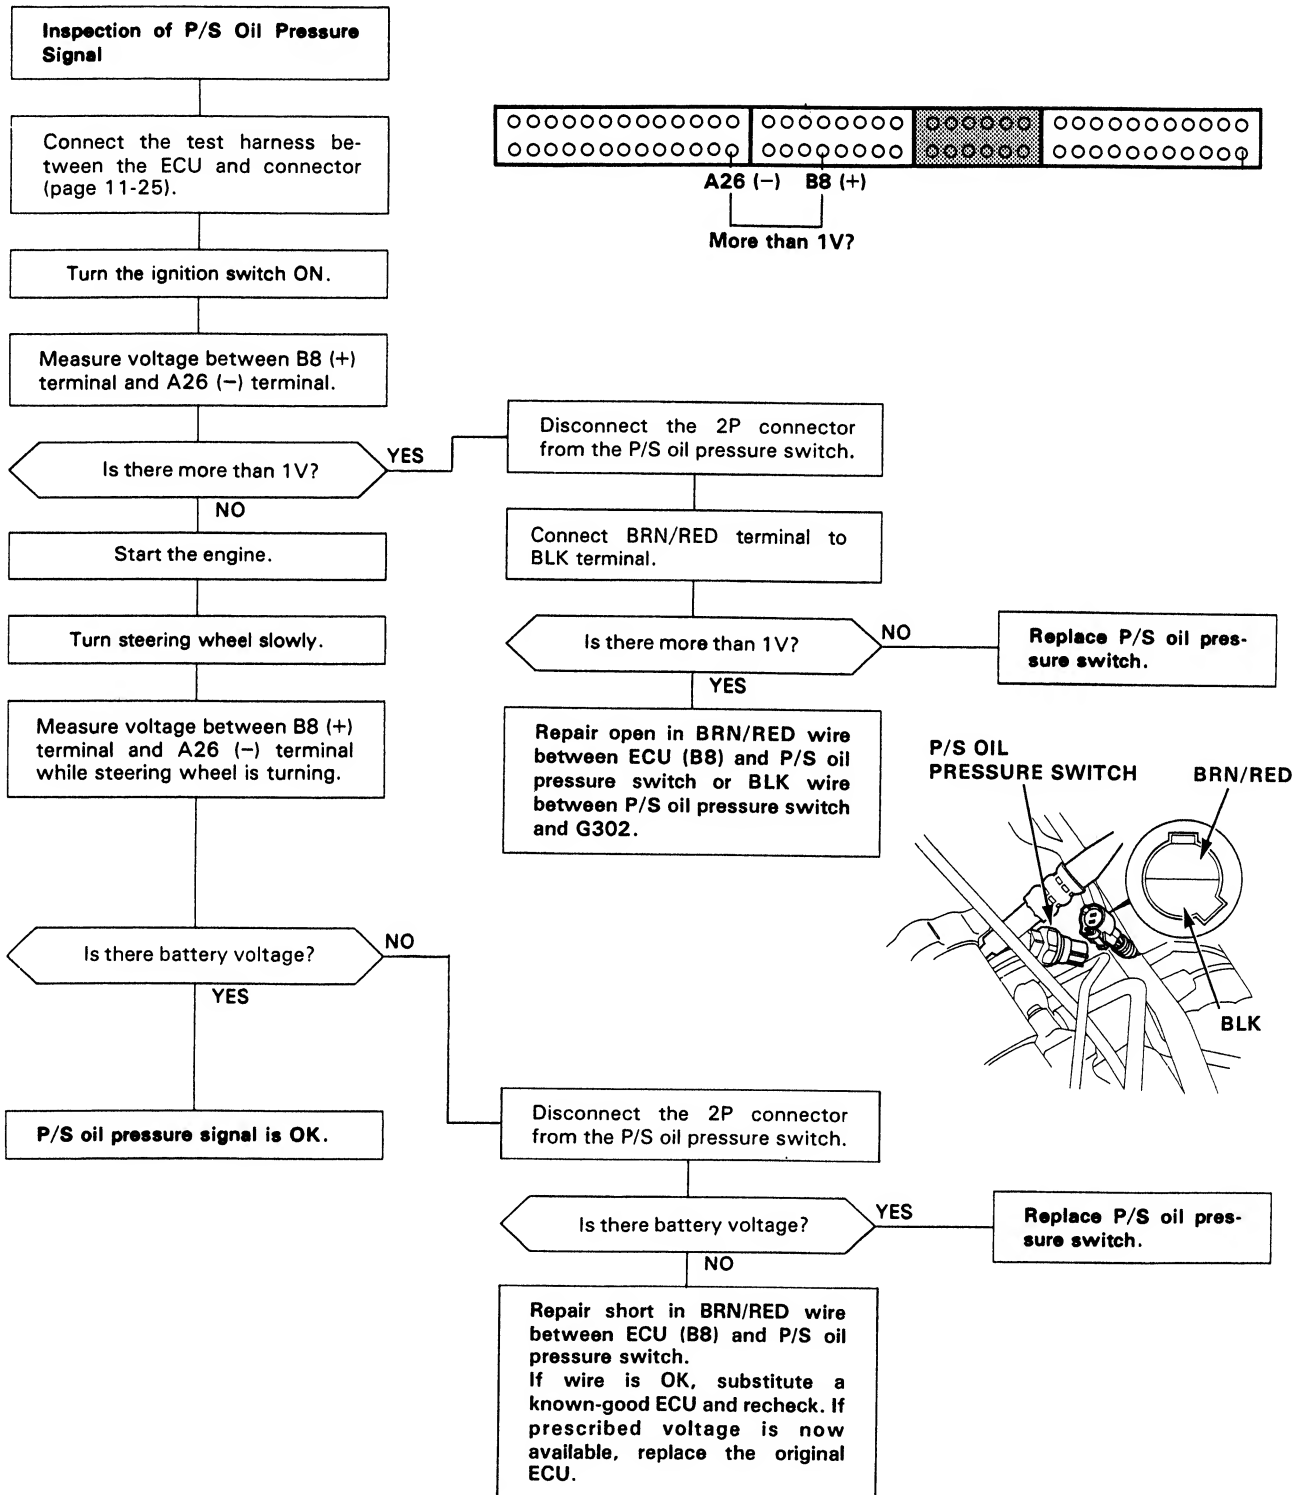 Inspection of P/S Oil Pressure
Signal
Connect the test harness be-
tween the ECU and connector
(page 11-25).
A26 (−) B8 (+)
More than 1V?
Turn the ignition switch ON.
Measure voltage between B8 (+)
terminal and A26 (−) terminal.
Is there more than 1V?
YES
NO
Disconnect the 2P connector
from the P/S oil pressure switch.
Connect BRN/RED terminal to
BLK terminal.
Is there more than 1V?
NO
YES
Replace P/S oil pres-
sure switch.
Repair open in BRN/RED wire
between ECU (B8) and P/S oil
pressure switch or BLK wire
between P/S oil pressure switch
and G302.
Start the engine.
Turn steering wheel slowly.
Measure voltage between B8 (+)
terminal and A26 (−) terminal
while steering wheel is turning.
P/S OIL
PRESSURE SWITCH
BRN/RED
BLK
Is there battery voltage?
NO
YES
P/S oil pressure signal is OK.
Disconnect the 2P connector
from the P/S oil pressure switch.
Is there battery voltage?
YES
NO
Replace P/S oil pres-
sure switch.
Repair short in BRN/RED wire
between ECU (B8) and P/S oil
pressure switch.
If wire is OK, substitute a
known-good ECU and recheck. If
prescribed voltage is now
available, replace the original
ECU.